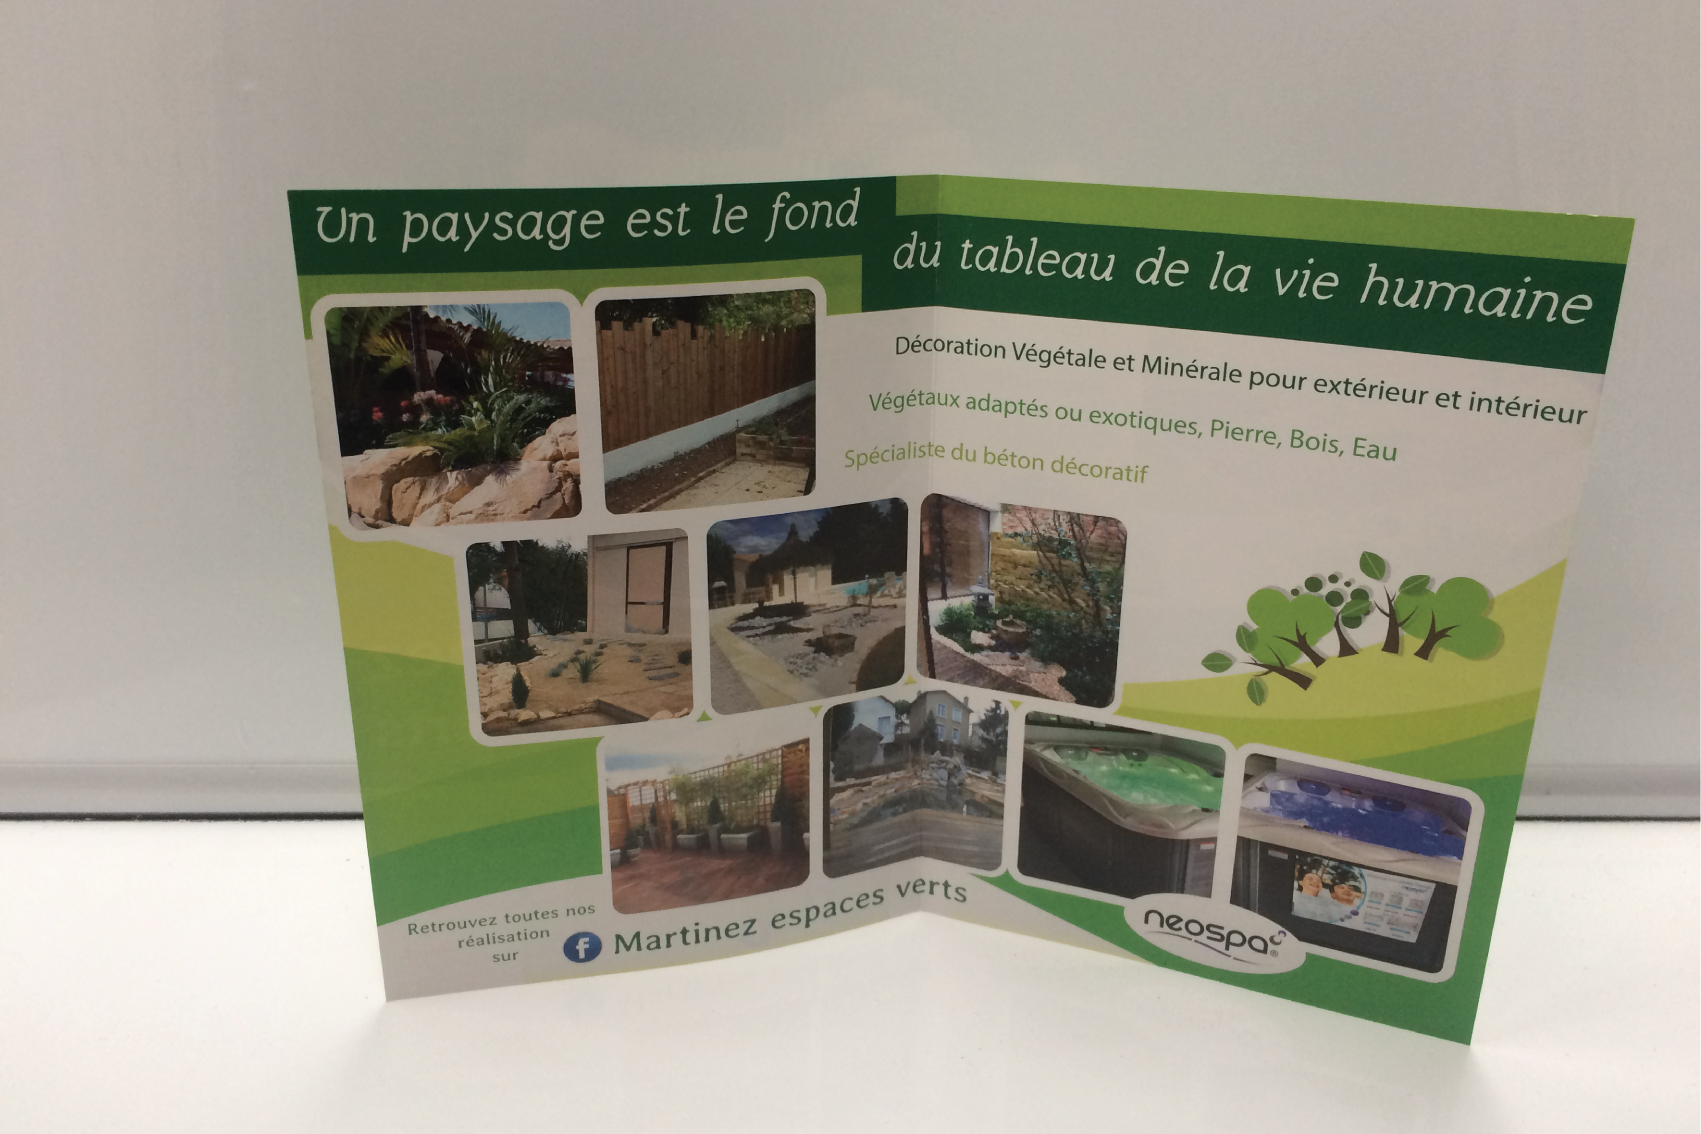 Un paysage est le fond
du tableau de la vie humaine
Décoration Végétale et Minérale pour extérieur et intérieur
Végétaux adaptés ou exotiques, Pierre, Bois, Eau
Spécialiste du béton décoratif
Retrouvez toutes nos
réalisation
sur
f Martinez espaces verts
neospa®